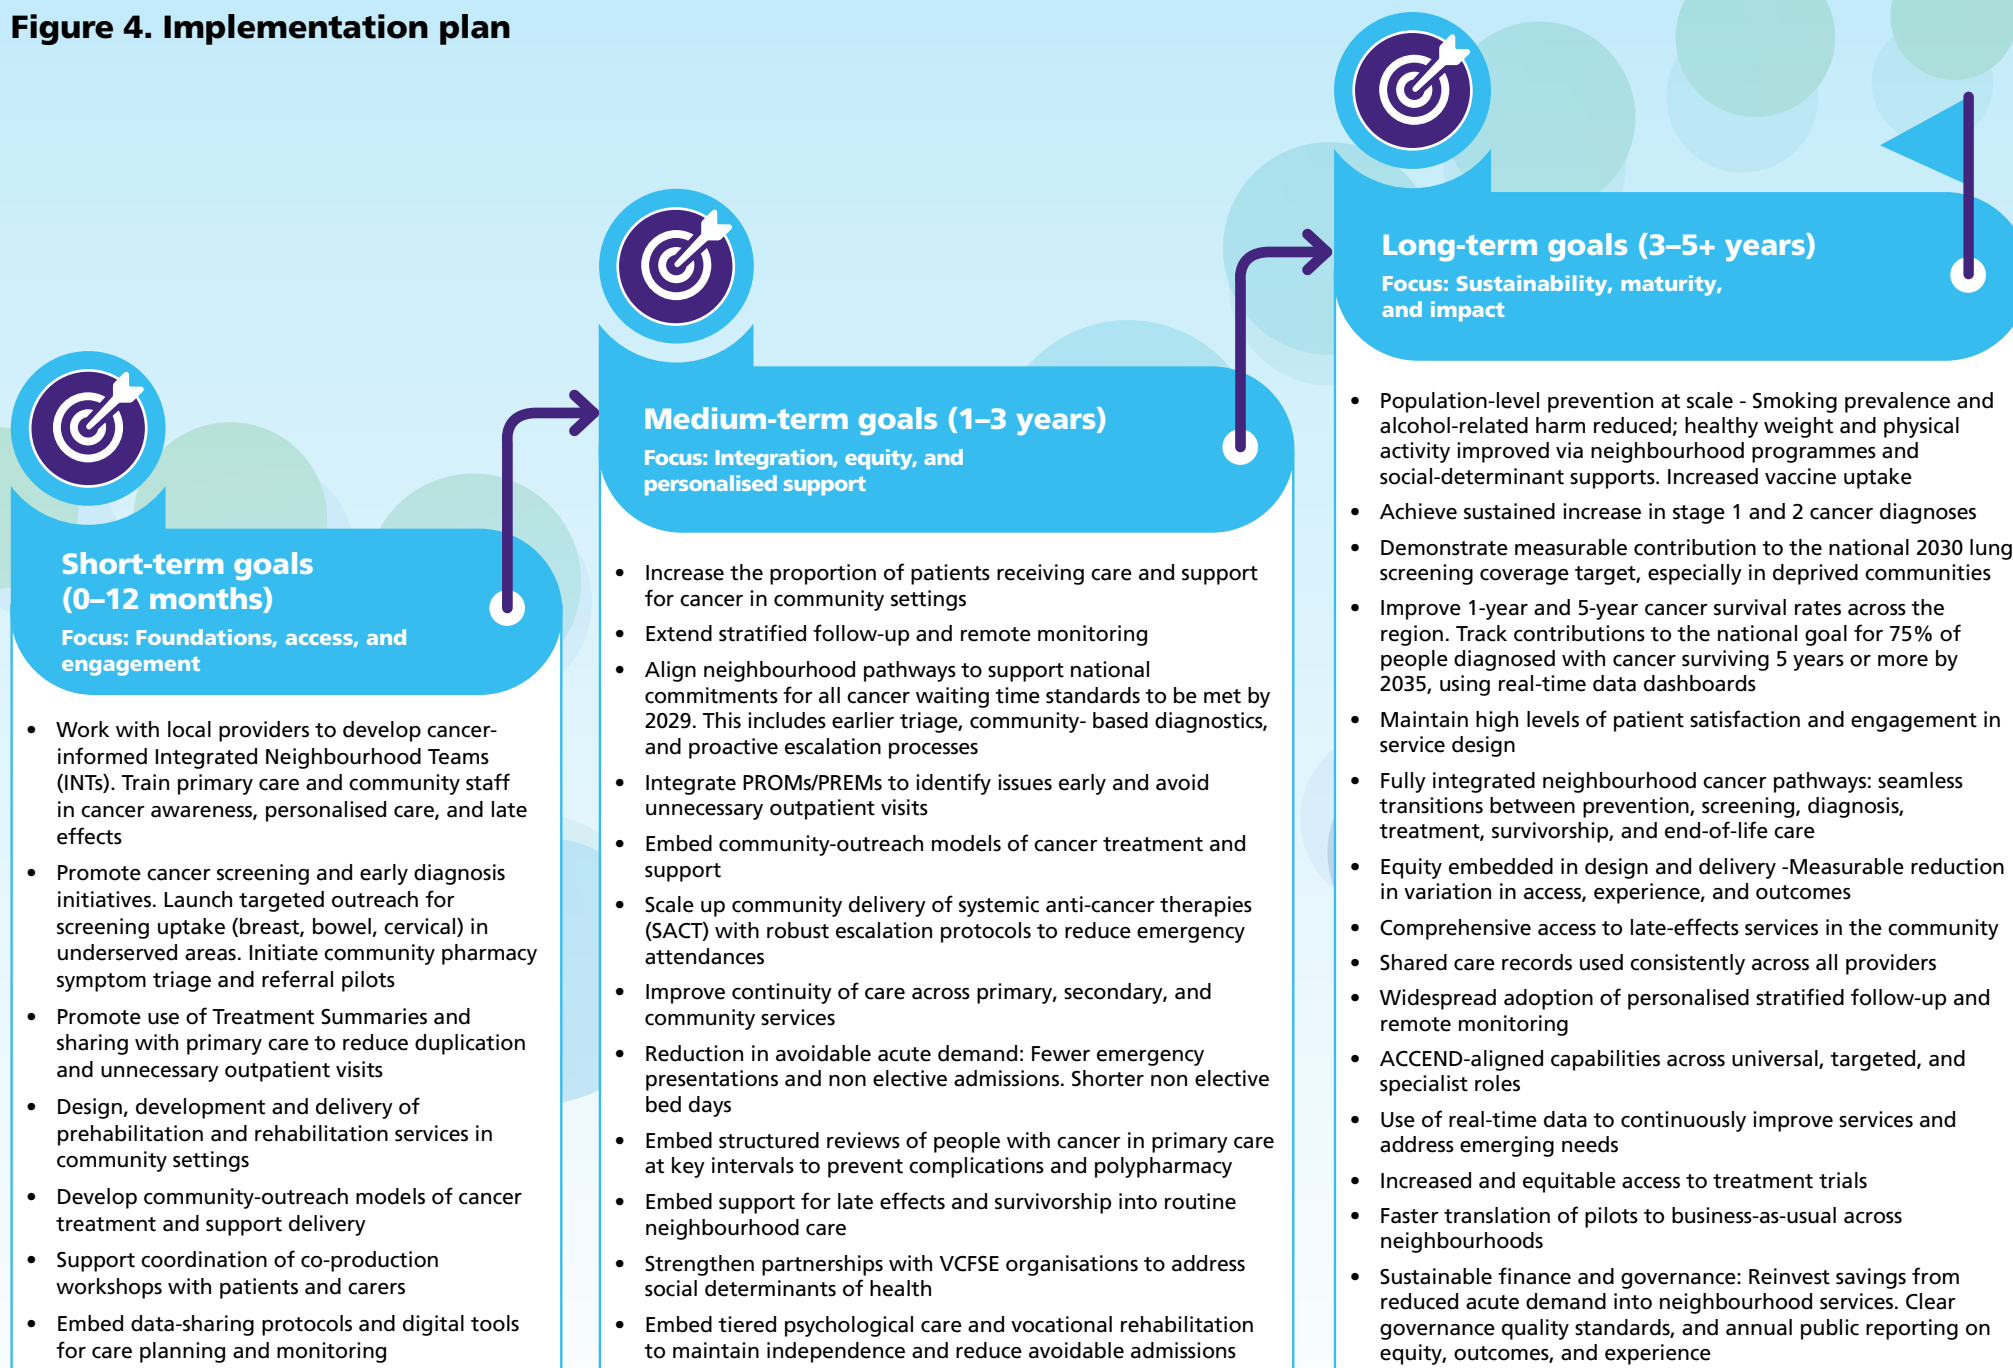 Figure 4. Implementation plan
Short-term goals
(0–12 months)
Focus: Foundations, access, and
engagement
• Work with local providers to develop cancer-
informed Integrated Neighbourhood Teams
(INTs). Train primary care and community staff
in cancer awareness, personalised care, and late
effects
• Promote cancer screening and early diagnosis
initiatives. Launch targeted outreach for
screening uptake (breast, bowel, cervical) in
underserved areas. Initiate community pharmacy
symptom triage and referral pilots
• Promote use of Treatment Summaries and
sharing with primary care to reduce duplication
and unnecessary outpatient visits
• Design, development and delivery of
prehabilitation and rehabilitation services in
community settings
• Develop community-outreach models of cancer
treatment and support delivery
• Support coordination of co-production
workshops with patients and carers
• Embed data-sharing protocols and digital tools
for care planning and monitoring
Medium-term goals (1–3 years)
Focus: Integration, equity, and
personalised support
• Increase the proportion of patients receiving care and support
for cancer in community settings
• Extend stratified follow-up and remote monitoring
• Align neighbourhood pathways to support national
commitments for all cancer waiting time standards to be met by
2029. This includes earlier triage, community- based diagnostics,
and proactive escalation processes
• Integrate PROMs/PREMs to identify issues early and avoid
unnecessary outpatient visits
• Embed community-outreach models of cancer treatment and
support
• Scale up community delivery of systemic anti-cancer therapies
(SACT) with robust escalation protocols to reduce emergency
attendances
• Improve continuity of care across primary, secondary, and
community services
• Reduction in avoidable acute demand: Fewer emergency
presentations and non elective admissions. Shorter non elective
bed days
• Embed structured reviews of people with cancer in primary care
at key intervals to prevent complications and polypharmacy
• Embed support for late effects and survivorship into routine
neighbourhood care
• Strengthen partnerships with VCFSE organisations to address
social determinants of health
• Embed tiered psychological care and vocational rehabilitation
to maintain independence and reduce avoidable admissions
Long-term goals (3–5+ years)
Focus: Sustainability, maturity,
and impact
• Population-level prevention at scale - Smoking prevalence and
alcohol-related harm reduced; healthy weight and physical
activity improved via neighbourhood programmes and
social-determinant supports. Increased vaccine uptake
• Achieve sustained increase in stage 1 and 2 cancer diagnoses
• Demonstrate measurable contribution to the national 2030 lung
screening coverage target, especially in deprived communities
• Improve 1-year and 5-year cancer survival rates across the
region. Track contributions to the national goal for 75% of
people diagnosed with cancer surviving 5 years or more by
2035, using real-time data dashboards
• Maintain high levels of patient satisfaction and engagement in
service design
• Fully integrated neighbourhood cancer pathways: seamless
transitions between prevention, screening, diagnosis,
treatment, survivorship, and end-of-life care
• Equity embedded in design and delivery -Measurable reduction
in variation in access, experience, and outcomes
• Comprehensive access to late-effects services in the community
• Shared care records used consistently across all providers
• Widespread adoption of personalised stratified follow-up and
remote monitoring
• ACCEND-aligned capabilities across universal, targeted, and
specialist roles
• Use of real-time data to continuously improve services and
address emerging needs
• Increased and equitable access to treatment trials
• Faster translation of pilots to business-as-usual across
neighbourhoods
• Sustainable finance and governance: Reinvest savings from
reduced acute demand into neighbourhood services. Clear
governance quality standards, and annual public reporting on
equity, outcomes, and experience